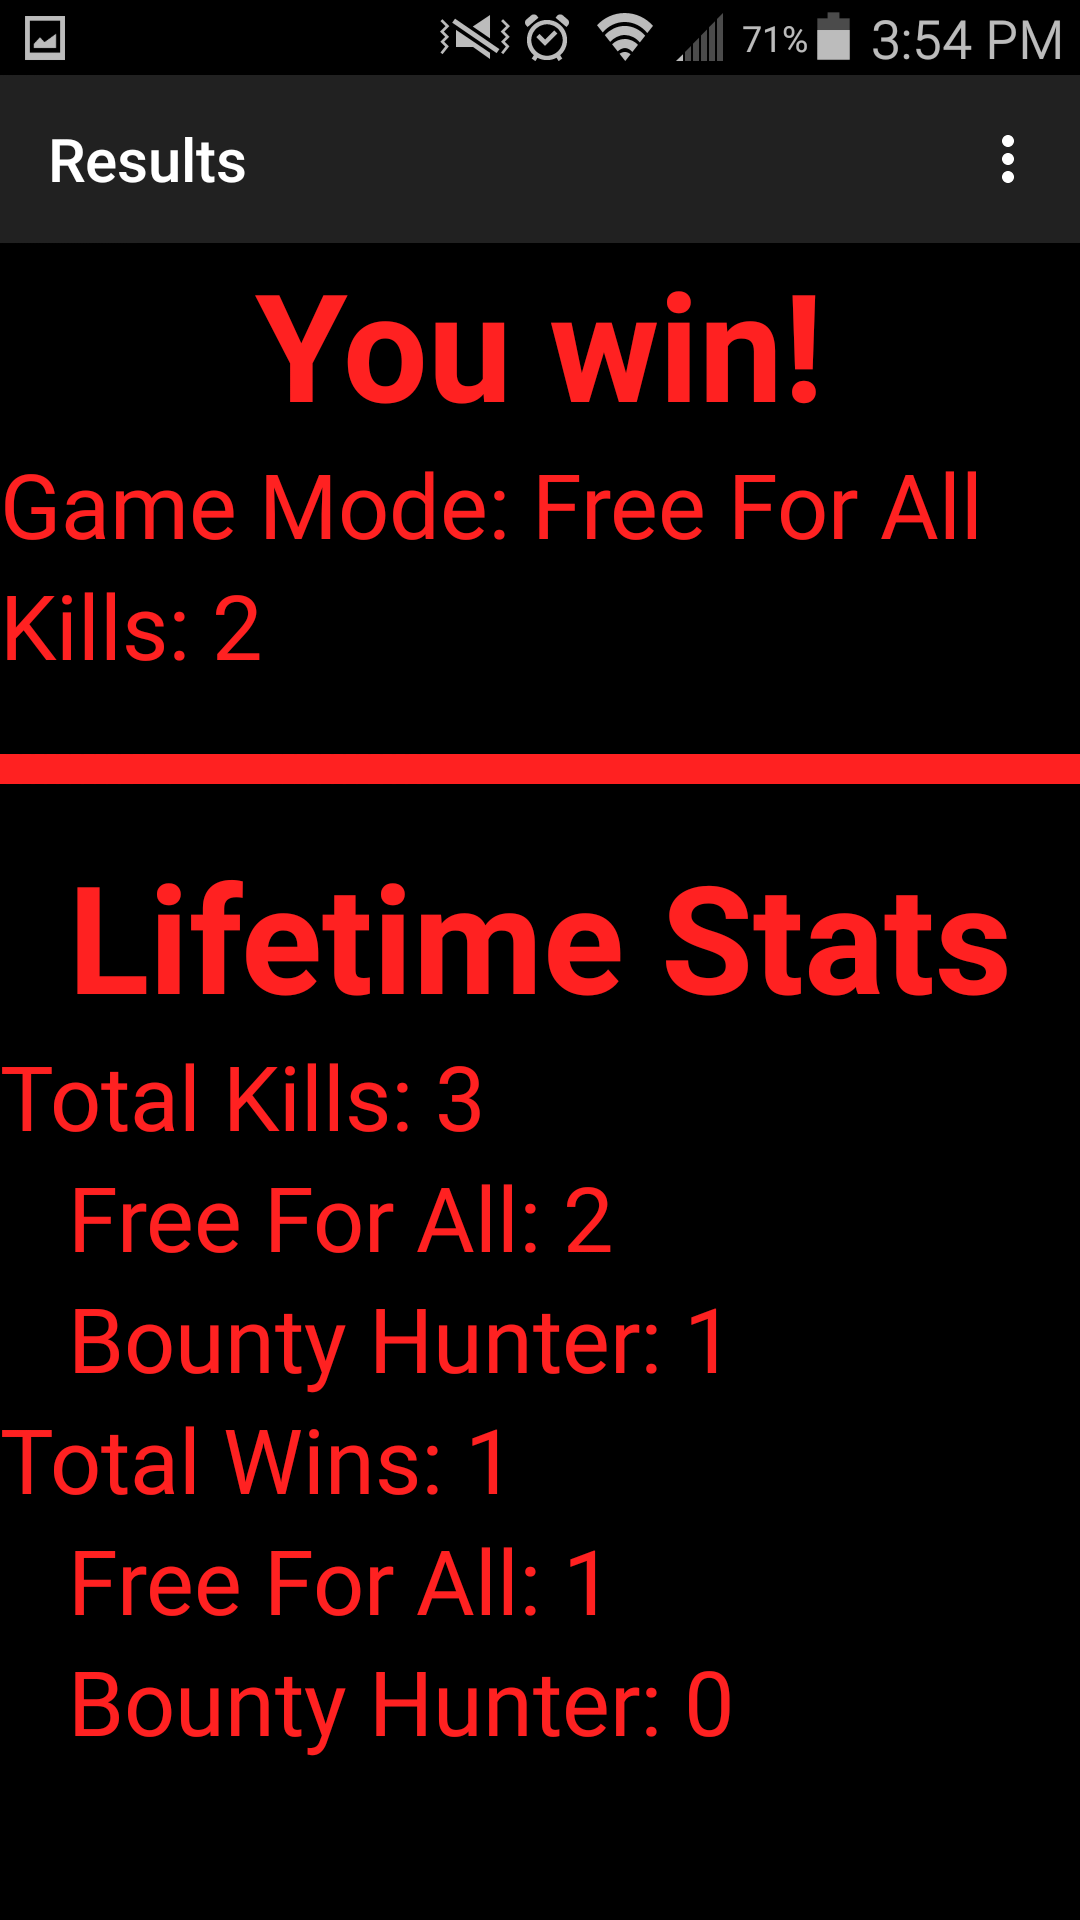 71% 3:54 PM
Results
You win!
Game Mode: Free For All
Kills: 2
Lifetime Stats
Total Kills: 3
Free For All: 2
Bounty Hunter: 1
Total Wins: 1
Free For All: 1
Bounty Hunter: 0